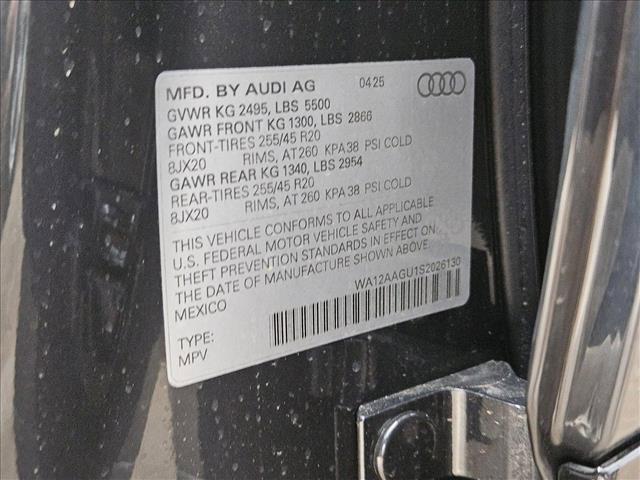 MFD. BY AUDI AG 04 25
GVWR KG 2495, LBS 5500
GAWR FRONT KG 1300, LBS 2866
FRONT-TIRES 255/45 R20
8JX20 RIMS, AT 260 KPA 38 PSI COLD
GAWR REAR KG 1340, LBS 2954
REAR-TIRES 255/45 R20
8JX20 RIMS, AT 260 KPA 38 PSI COLD
THIS VEHICLE CONFORMS TO ALL APPLICABLE
U.S. FEDERAL MOTOR VEHICLE SAFETY AND
THEFT PREVENTION STANDARDS IN EFFECT ON
THE DATE OF MANUFACTURE SHOWN ABOVE.
MEXICO
WA12AAGU1S2026130
TYPE:
MPV